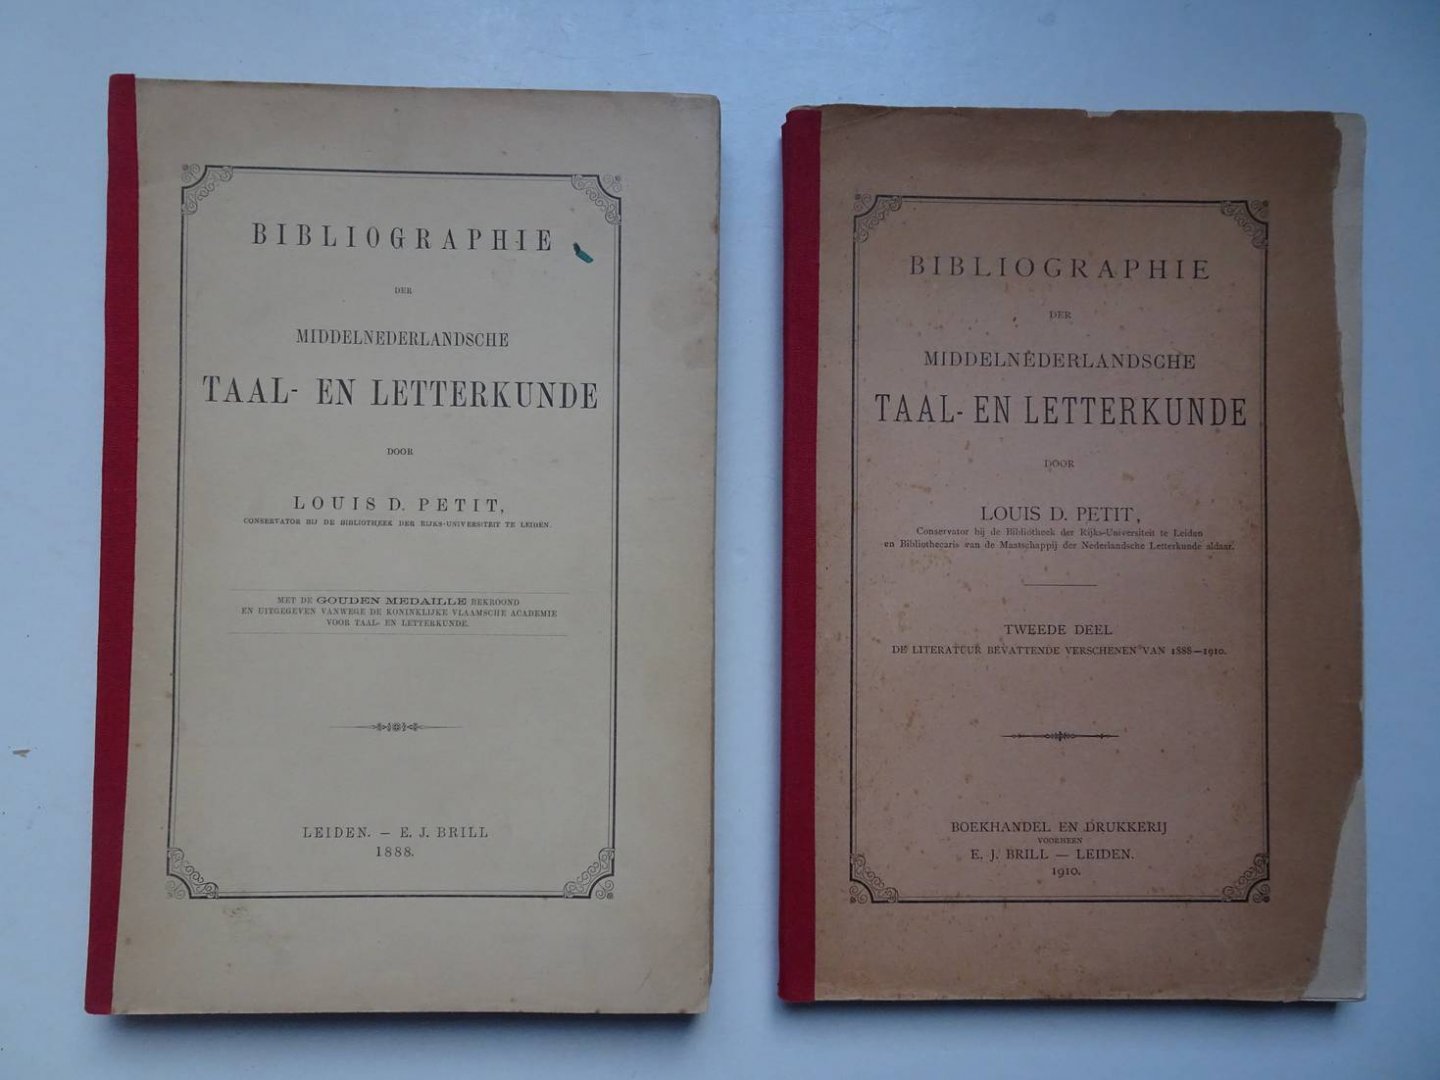 BIBLIOGRAPHIE
DER
MIDDELNEDERLANDSCHE
TAAL- EN LETTERKUNDE
DOOR
LOUIS D. PETIT,
CONSERVATOR BIJ DE BIBLIOTHEEK DER RIJKS-UNIVERSITEIT TE LEIDEN.
MET DE GOUDEN MEDAILLE BEKROOND
EN UITGEGEVEN VANWEGE DE KONINKLIJKE VLAAMSCHE ACADEMIE
VOOR TAAL- EN LETTERKUNDE.
LEIDEN. — E. J. BRILL
1888.
BIBLIOGRAPHIE
DER
MIDDELNEDERLANDSCHE
TAAL- EN LETTERKUNDE
DOOR
LOUIS D. PETIT,
Conservator bij de Bibliotheek der Rijks-Universiteit te Leiden
en Bibliothecaris van de Maatschappij der Nederlandsche Letterkunde aldaar.
TWEEDE DEEL
DE LITERATUUR BEVATTENDE VERSCHENEN VAN 1888—1910.
BOEKHANDEL EN DRUKKERIJ
VOORHEEN
E. J. BRILL — LEIDEN.
1910.